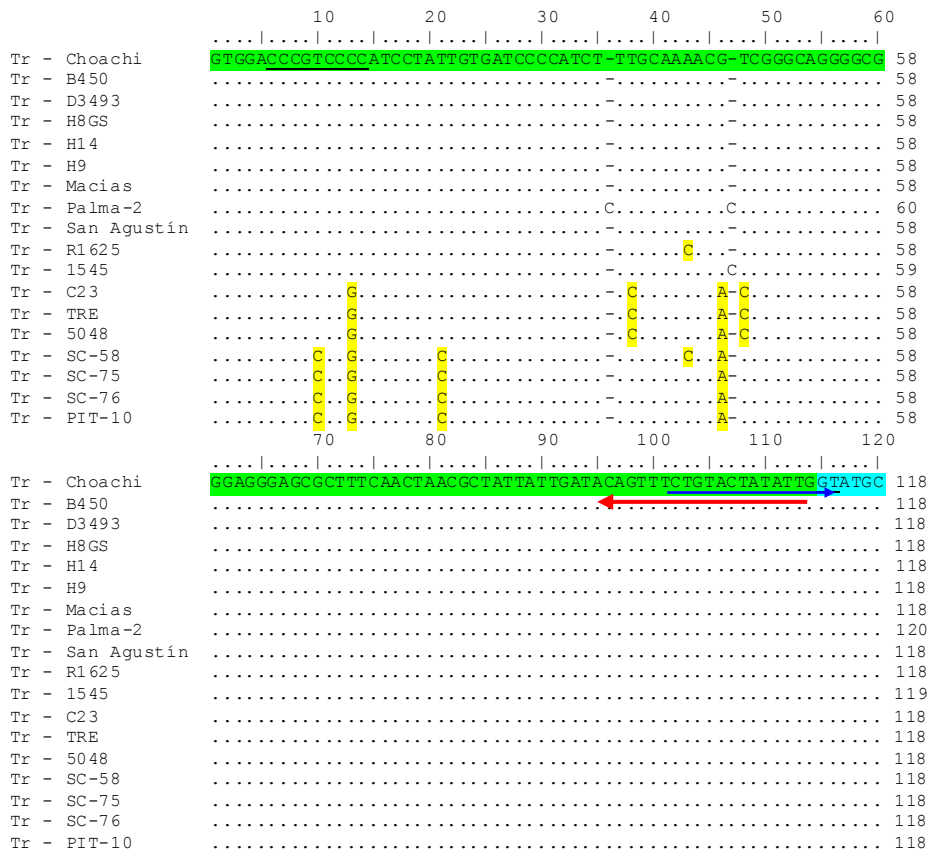 10 20 30 40 50 60
Tr - Choachi GTGGACCCGTCCCCATCCTATTGTGATCCCCATCT-TTGCAAAACG-TCGGGCAGGGGCG 58
Tr - B450 ...................................-..........-............. 58
Tr - D3493 ...................................-..........-............. 58
Tr - H8GS ...................................-..........-............. 58
Tr - H14 ...................................-..........-............. 58
Tr - H9 ...................................-..........-............. 58
Tr - Macias ...................................-..........-............. 58
Tr - Palma-2 ...................................C..........C............. 60
Tr - San Agustín ...................................-..........-............. 58
Tr - R1625 ...................................-......C...-............. 58
Tr - 1545 ...................................-..........C............. 59
Tr - C23 ............G......................-.C.......A-C............ 58
Tr - TRE ............G......................-.C.......A-C............ 58
Tr - 5048 ............G......................-.C.......A-C............ 58
Tr - SC-58 .........C..G.......C..............-......C..A-............. 58
Tr - SC-75 .........C..G.......C..............-.........A-............. 58
Tr - SC-76 .........C..G.......C..............-.........A-............. 58
Tr - PIT-10 .........C..G.......C..............-.........A-............. 58
70 80 90 100 110 120
Tr - Choachi GGAGGGAGCGCTTTCAACTAACGCTATTATTGATACAGTTTCTGTACTATATTGGTATGC 118
Tr - B450 ............................................................ 118
Tr - D3493 ............................................................ 118
Tr - H8GS ............................................................ 118
Tr - H14 ............................................................ 118
Tr - H9 ............................................................ 118
Tr - Macias ............................................................ 118
Tr - Palma-2 ............................................................ 120
Tr - San Agustín ............................................................ 118
Tr - R1625 ............................................................ 118
Tr - 1545 ............................................................ 119
Tr - C23 ............................................................ 118
Tr - TRE ............................................................ 118
Tr - 5048 ............................................................ 118
Tr - SC-58 ............................................................ 118
Tr - SC-75 ............................................................ 118
Tr - SC-76 ............................................................ 118
Tr - PIT-10 ............................................................ 118